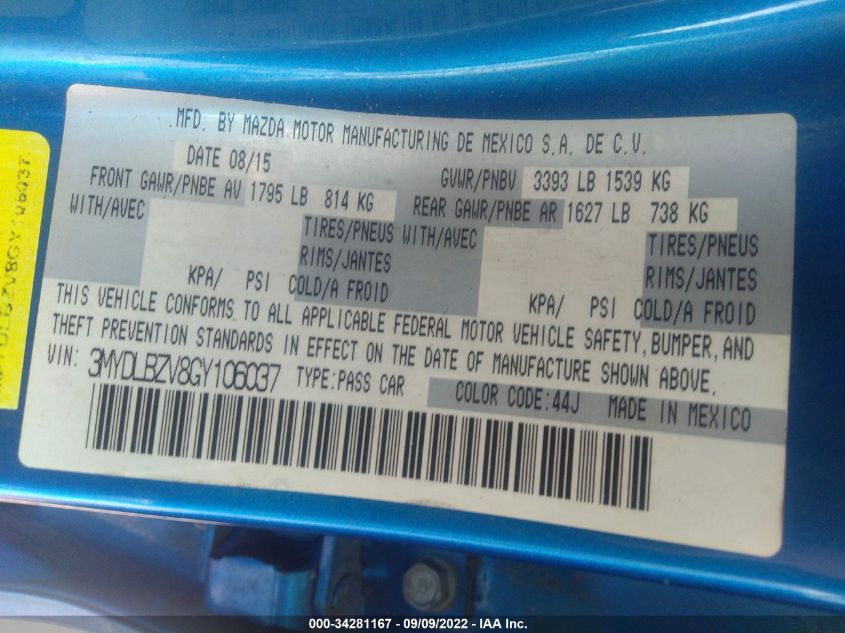 MFD. BY MAZDA MOTOR MANUFACTURING DE MEXICO S.A. DE C.V.
DATE 08/15
GVWR/PNBV 3393 LB 1539 KG
FRONT GAWR/PNBE AV 1795 LB 814 KG
REAR GAWR/PNBE AR 1627 LB 738 KG
WITH/AVEC TIRES/PNEUS WITH/AVEC TIRES/PNEUS
RIMS/JANTES RIMS/JANTES
KPA/ PSI COLD/A FROID KPA/ PSI COLD/A FROID
THIS VEHICLE CONFORMS TO ALL APPLICABLE FEDERAL MOTOR VEHICLE SAFETY, BUMPER, AND
THEFT PREVENTION STANDARDS IN EFFECT ON THE DATE OF MANUFACTURE SHOWN ABOVE.
VIN: 3MYDLBZV8GY106037 TYPE:PASS CAR
COLOR CODE:44J MADE IN MEXICO
000-34281167 - 09/09/2022 - IAA Inc.